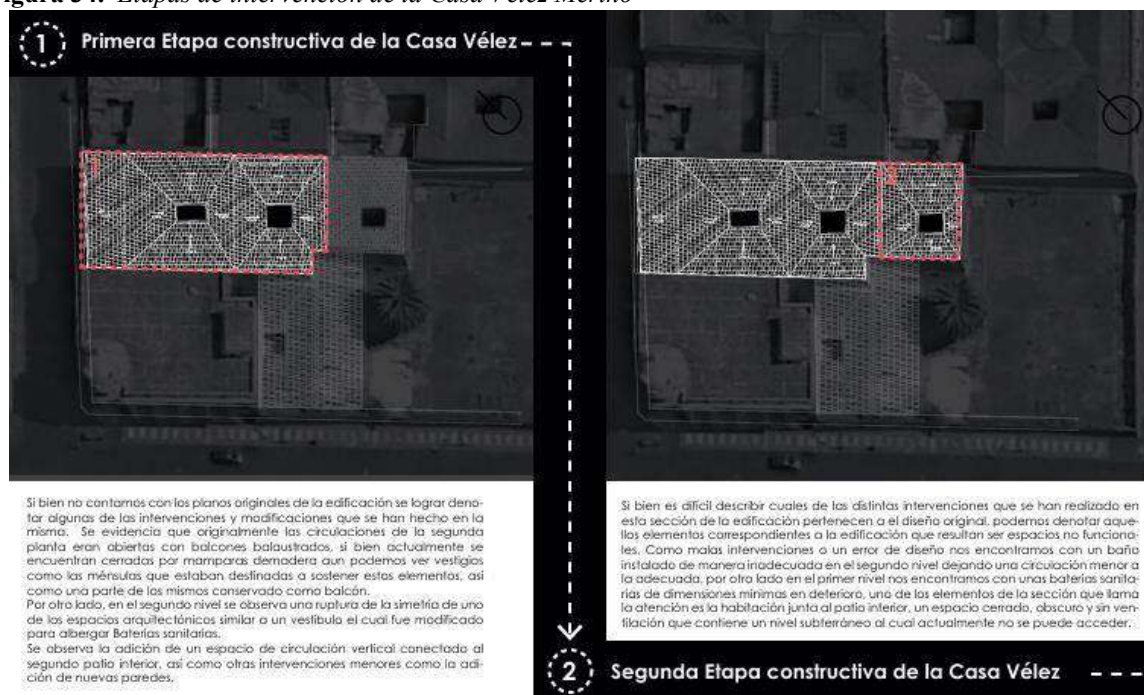 Figura 34. Etapas de intervención de la Casa Vélez Merino
1 Primera Etapa constructiva de la Casa Vélez
Si bien no contamos con los planos originales de la edificación se lograr deno-
tar algunas de las intervenciones y modificaciones que se han hecho en la
misma. Se evidencia que originalmente las circulaciones de la segunda
planta eran abiertas con balcones balaustrados, si bien actualmente se
encuentran cerradas por mamparas demadera aun podemos ver vestigios
como las ménsulas que estaban destinadas a sostener estos elementos, asi
como una parte de los mismos conservado como balcón.
Por otro lado, en el segundo nivel se observa una ruptura de la simetría de uno
de los espacios arquitectónicos similar a un vestíbulo el cual fue modificado
para albergar Baterias sanitarias.
Se observa la adición de un espacio de circulación vertical conectado al
segundo patio interior, así como otras intervenciones menores como la adi-
ción de nuevas paredes.
Si bien es difícil describir cuales de las distintas intervenciones que se han realizado en
esta sección de la edificación pertenecen a el diseño original, podemos denotar aque-
llos elementos correspondientes a la edificación que resultan ser espacios no funciona-
les. Como malas intervenciones o un error de diseño nos encontramos con un baño
instalado de manera inadecuada en el segundo nivel dejando una circulación menor a
la adecuada, por otro lado en el primer nivel nos encontramos con unas baterías sanita-
rias de dimensiones mínimas en deterioro, uno de los elementos de la sección que llama
la atención es la habitación junto al patio interior, un espacio cerrado, obscuro y sin ven-
tilación que contiene un nivel subterráneo al cual actualmente no se puede acceder.
2 Segunda Etapa constructiva de la Casa Vélez